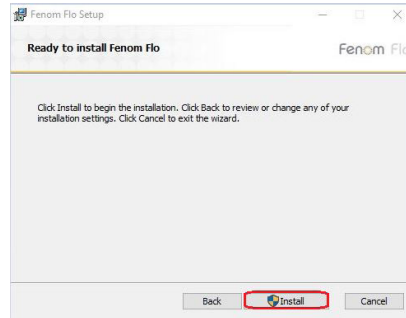 Fenom Flo Setup
Ready to install Fenom Flo
Fenom Flo
Click Install to begin the installation. Click Back to review or change any of your
installation settings. Click Cancel to exit the wizard.
Back
Install
Cancel